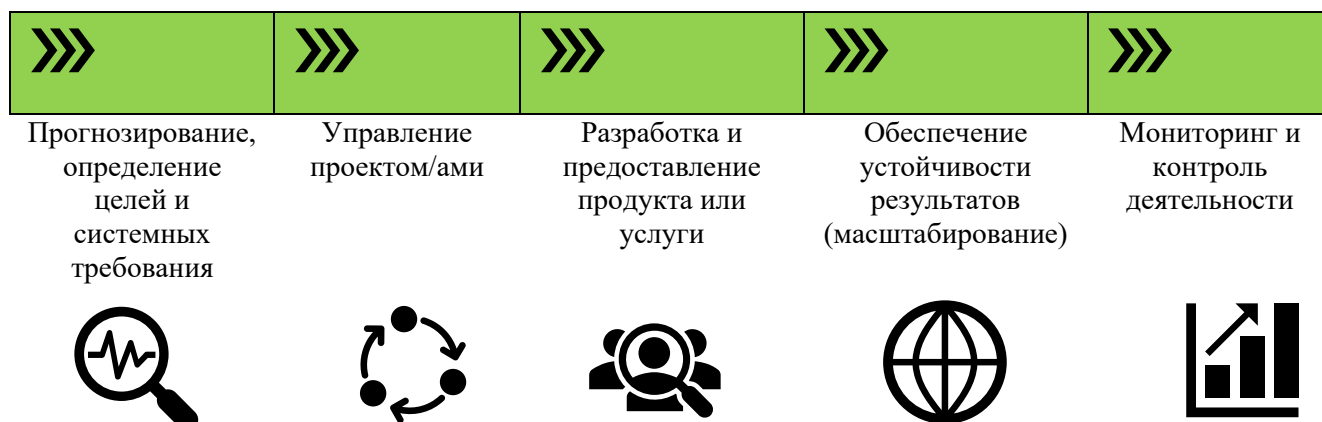 Прогнозирование,
определение
целей и
системных
требования
Управление
проектом/ами
Разработка и
предоставление
продукта или
услуги
Обеспечение
устойчивости
результатов
(масштабирование)
Мониторинг и
контроль
деятельности